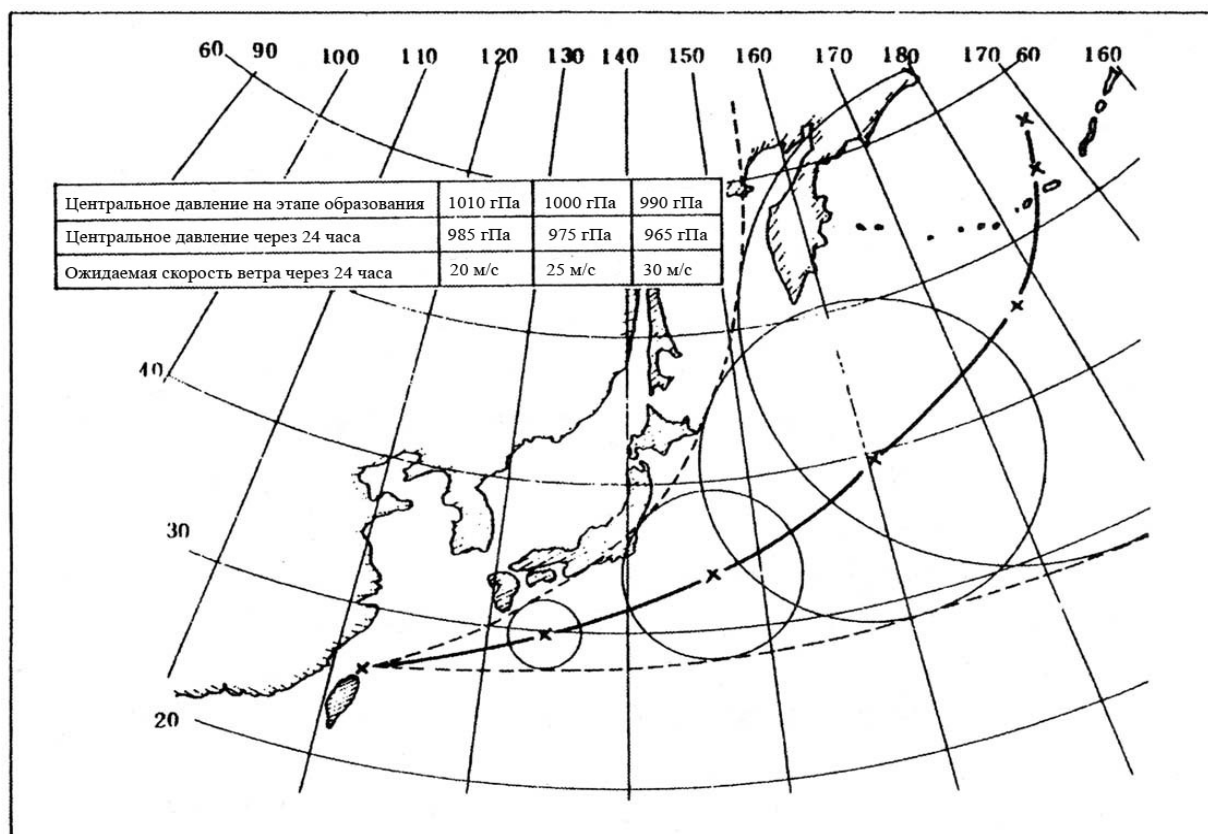 60 90 100 110 120 130 140 150 160 170 180 170 60 160
Центральное давление на этапе образования 1010 гПа 1000 гПа 990 гПа
Центральное давление через 24 часа 985 гПа 975 гПа 965 гПа
Ожидаемая скорость ветра через 24 часа 20 м/с 25 м/с 30 м/с
40
30
20